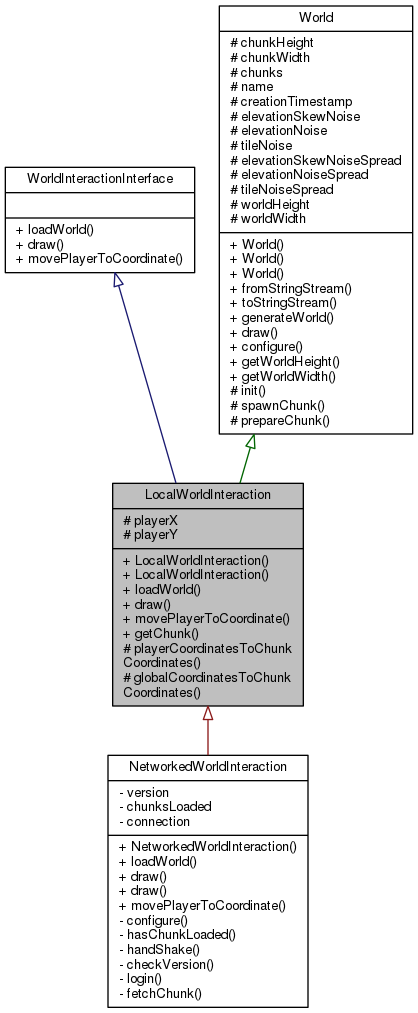 World
# chunkHeight
# chunkWidth
# chunks
# name
# creationTimestamp
# elevationSkewNoise
# elevationNoise
# tileNoise
# elevationSkewNoiseSpread
# elevationNoiseSpread
# tileNoiseSpread
# worldHeight
# worldWidth
+ World()
+ World()
+ World()
+ fromStringStream()
+ toStringStream()
+ generateWorld()
+ draw()
+ configure()
+ getWorldHeight()
+ getWorldWidth()
# init()
# spawnChunk()
# prepareChunk()
WorldInteractionInterface
+ loadWorld()
+ draw()
+ movePlayerToCoordinate()
LocalWorldInteraction
# playerX
# playerY
+ LocalWorldInteraction()
+ LocalWorldInteraction()
+ loadWorld()
+ draw()
+ movePlayerToCoordinate()
+ getChunk()
# playerCoordinatesToChunk
Coordinates()
# globalCoordinatesToChunk
Coordinates()
NetworkedWorldInteraction
- version
- chunksLoaded
- connection
+ NetworkedWorldInteraction()
+ loadWorld()
+ draw()
+ draw()
+ movePlayerToCoordinate()
- configure()
- hasChunkLoaded()
- handShake()
- checkVersion()
- login()
- fetchChunk()